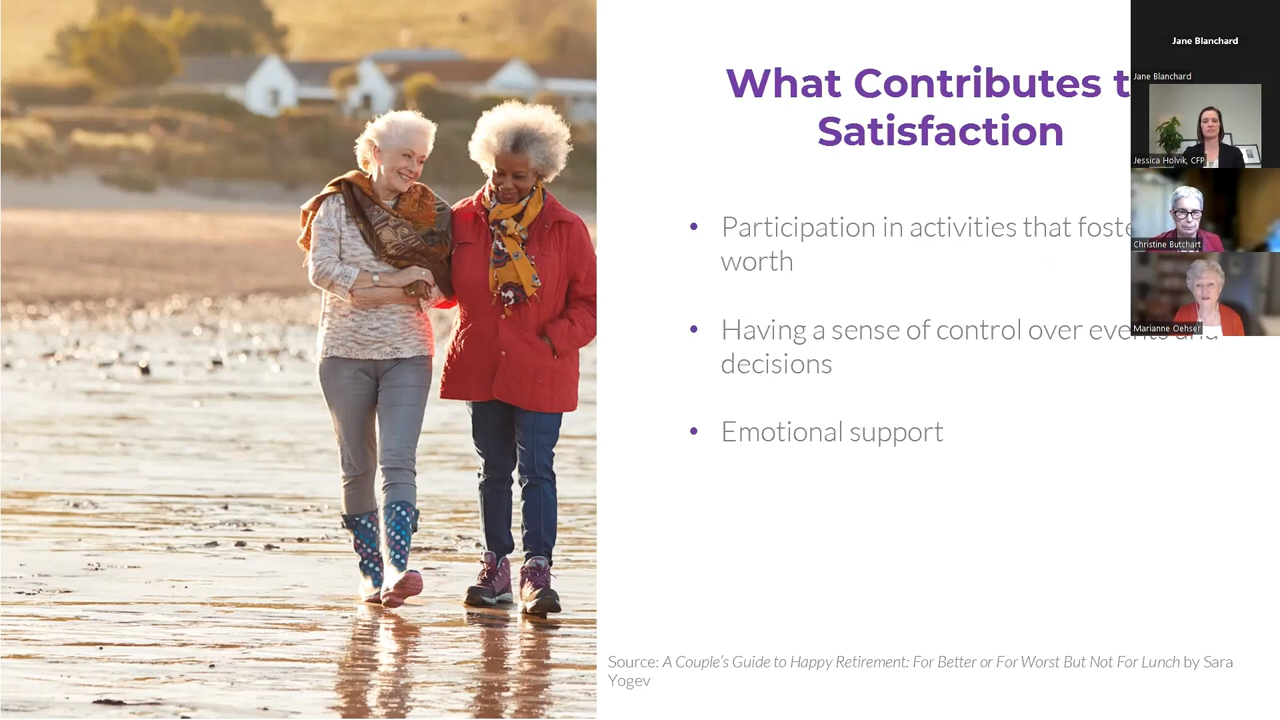 Jane Blanchard
Jane Blanchard
What Contributes t
Satisfaction
Jessica Holvik, CFP
Participation in activities that foste
worth
Christine Butchart
Having a sense of control over events and
decisions
Marianne Oehser
Emotional support
Source: A Couple's Guide to Happy Retirement: For Better or For Worst But Not For Lunch by Sara
Yogev